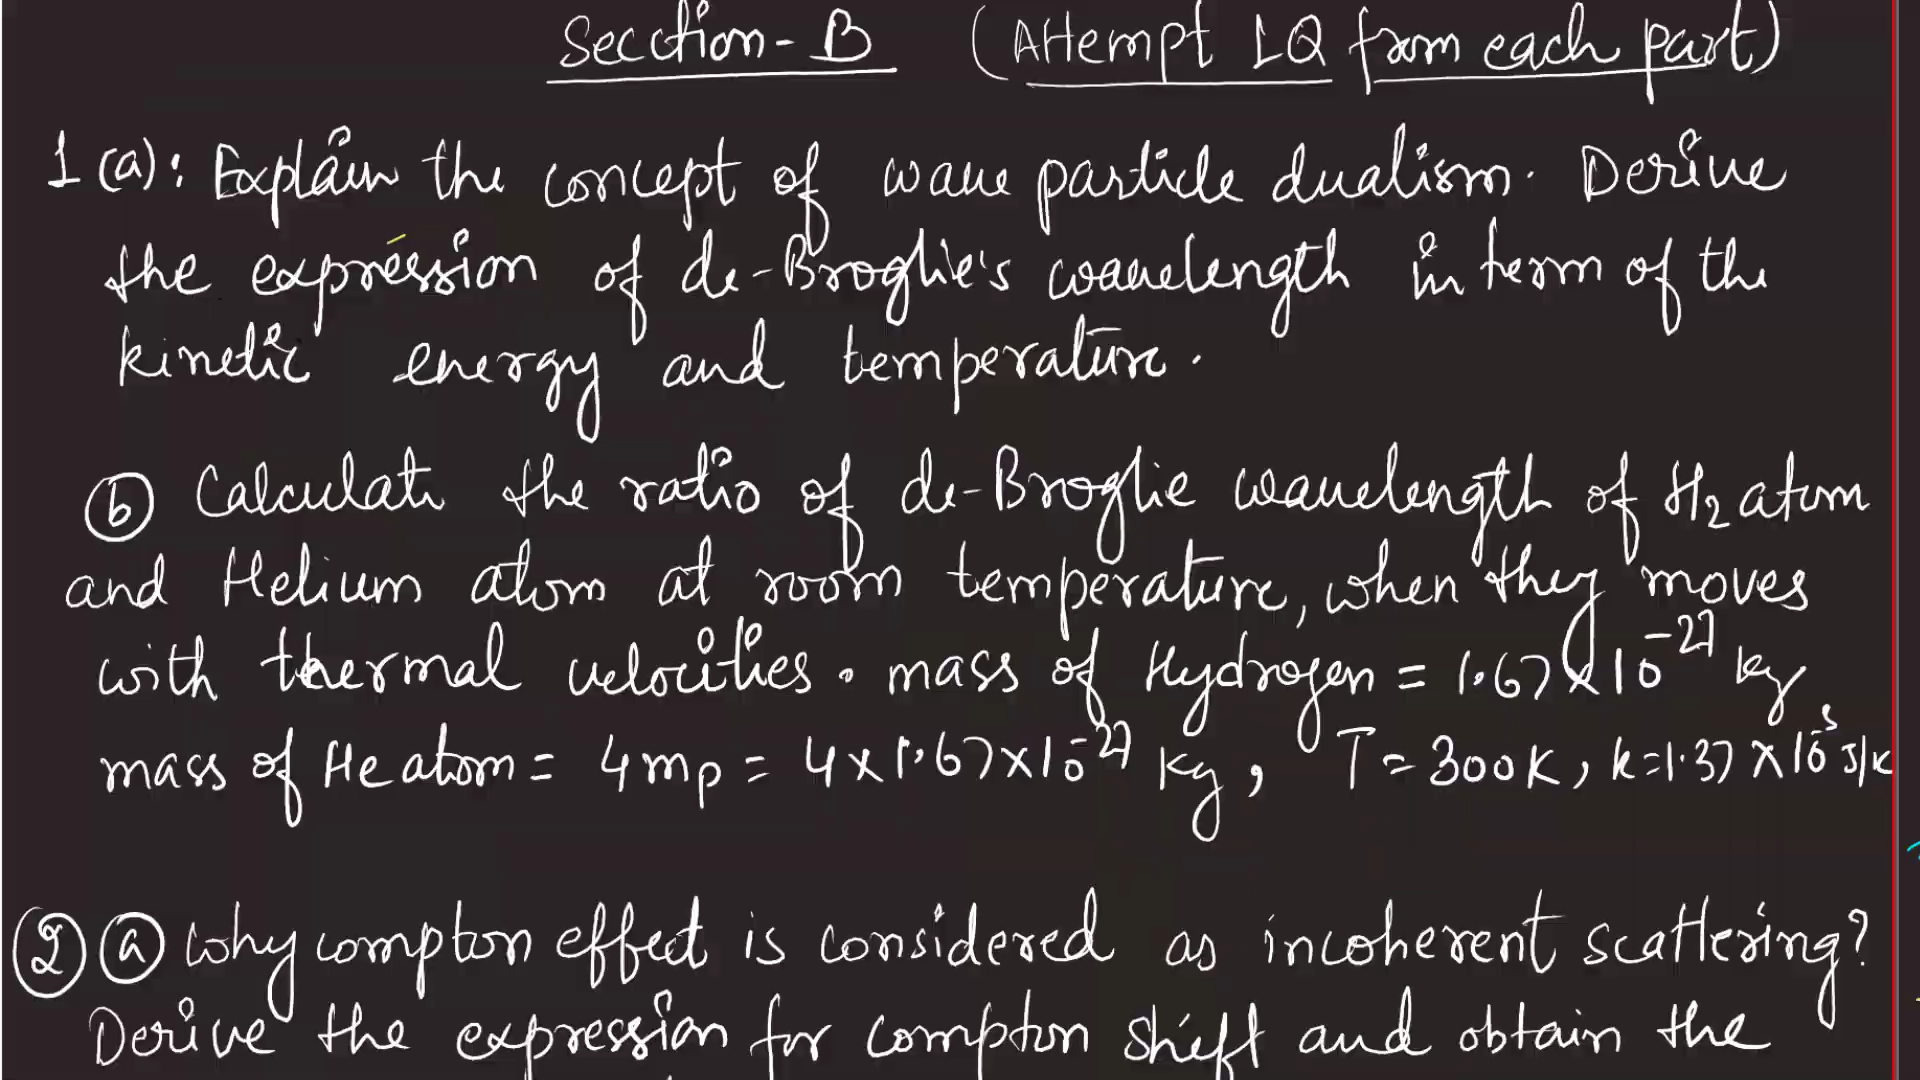 Secction-B (Attempt 1Q from each part)
1(a): Explain the concept of wave particle dualism. Derive
the expression of de-Broglie's wavelength in term of the
kinetic energy and temperature.
(b) Calculate the ratio of de-Broglie wavelength of H₂ atom
and Helium atom at room temperature, when they moves
with thermal velocities. mass of Hydrogen = 1.67×10⁻²⁷ kg
mass of He atom = 4mp = 4×1.67×10⁻²⁷ kg, T=300K, k=1.37×10 J/K
(2)(a) Why compton effect is considered as incoherent scattering?
Derive the expression for compton shift and obtain the